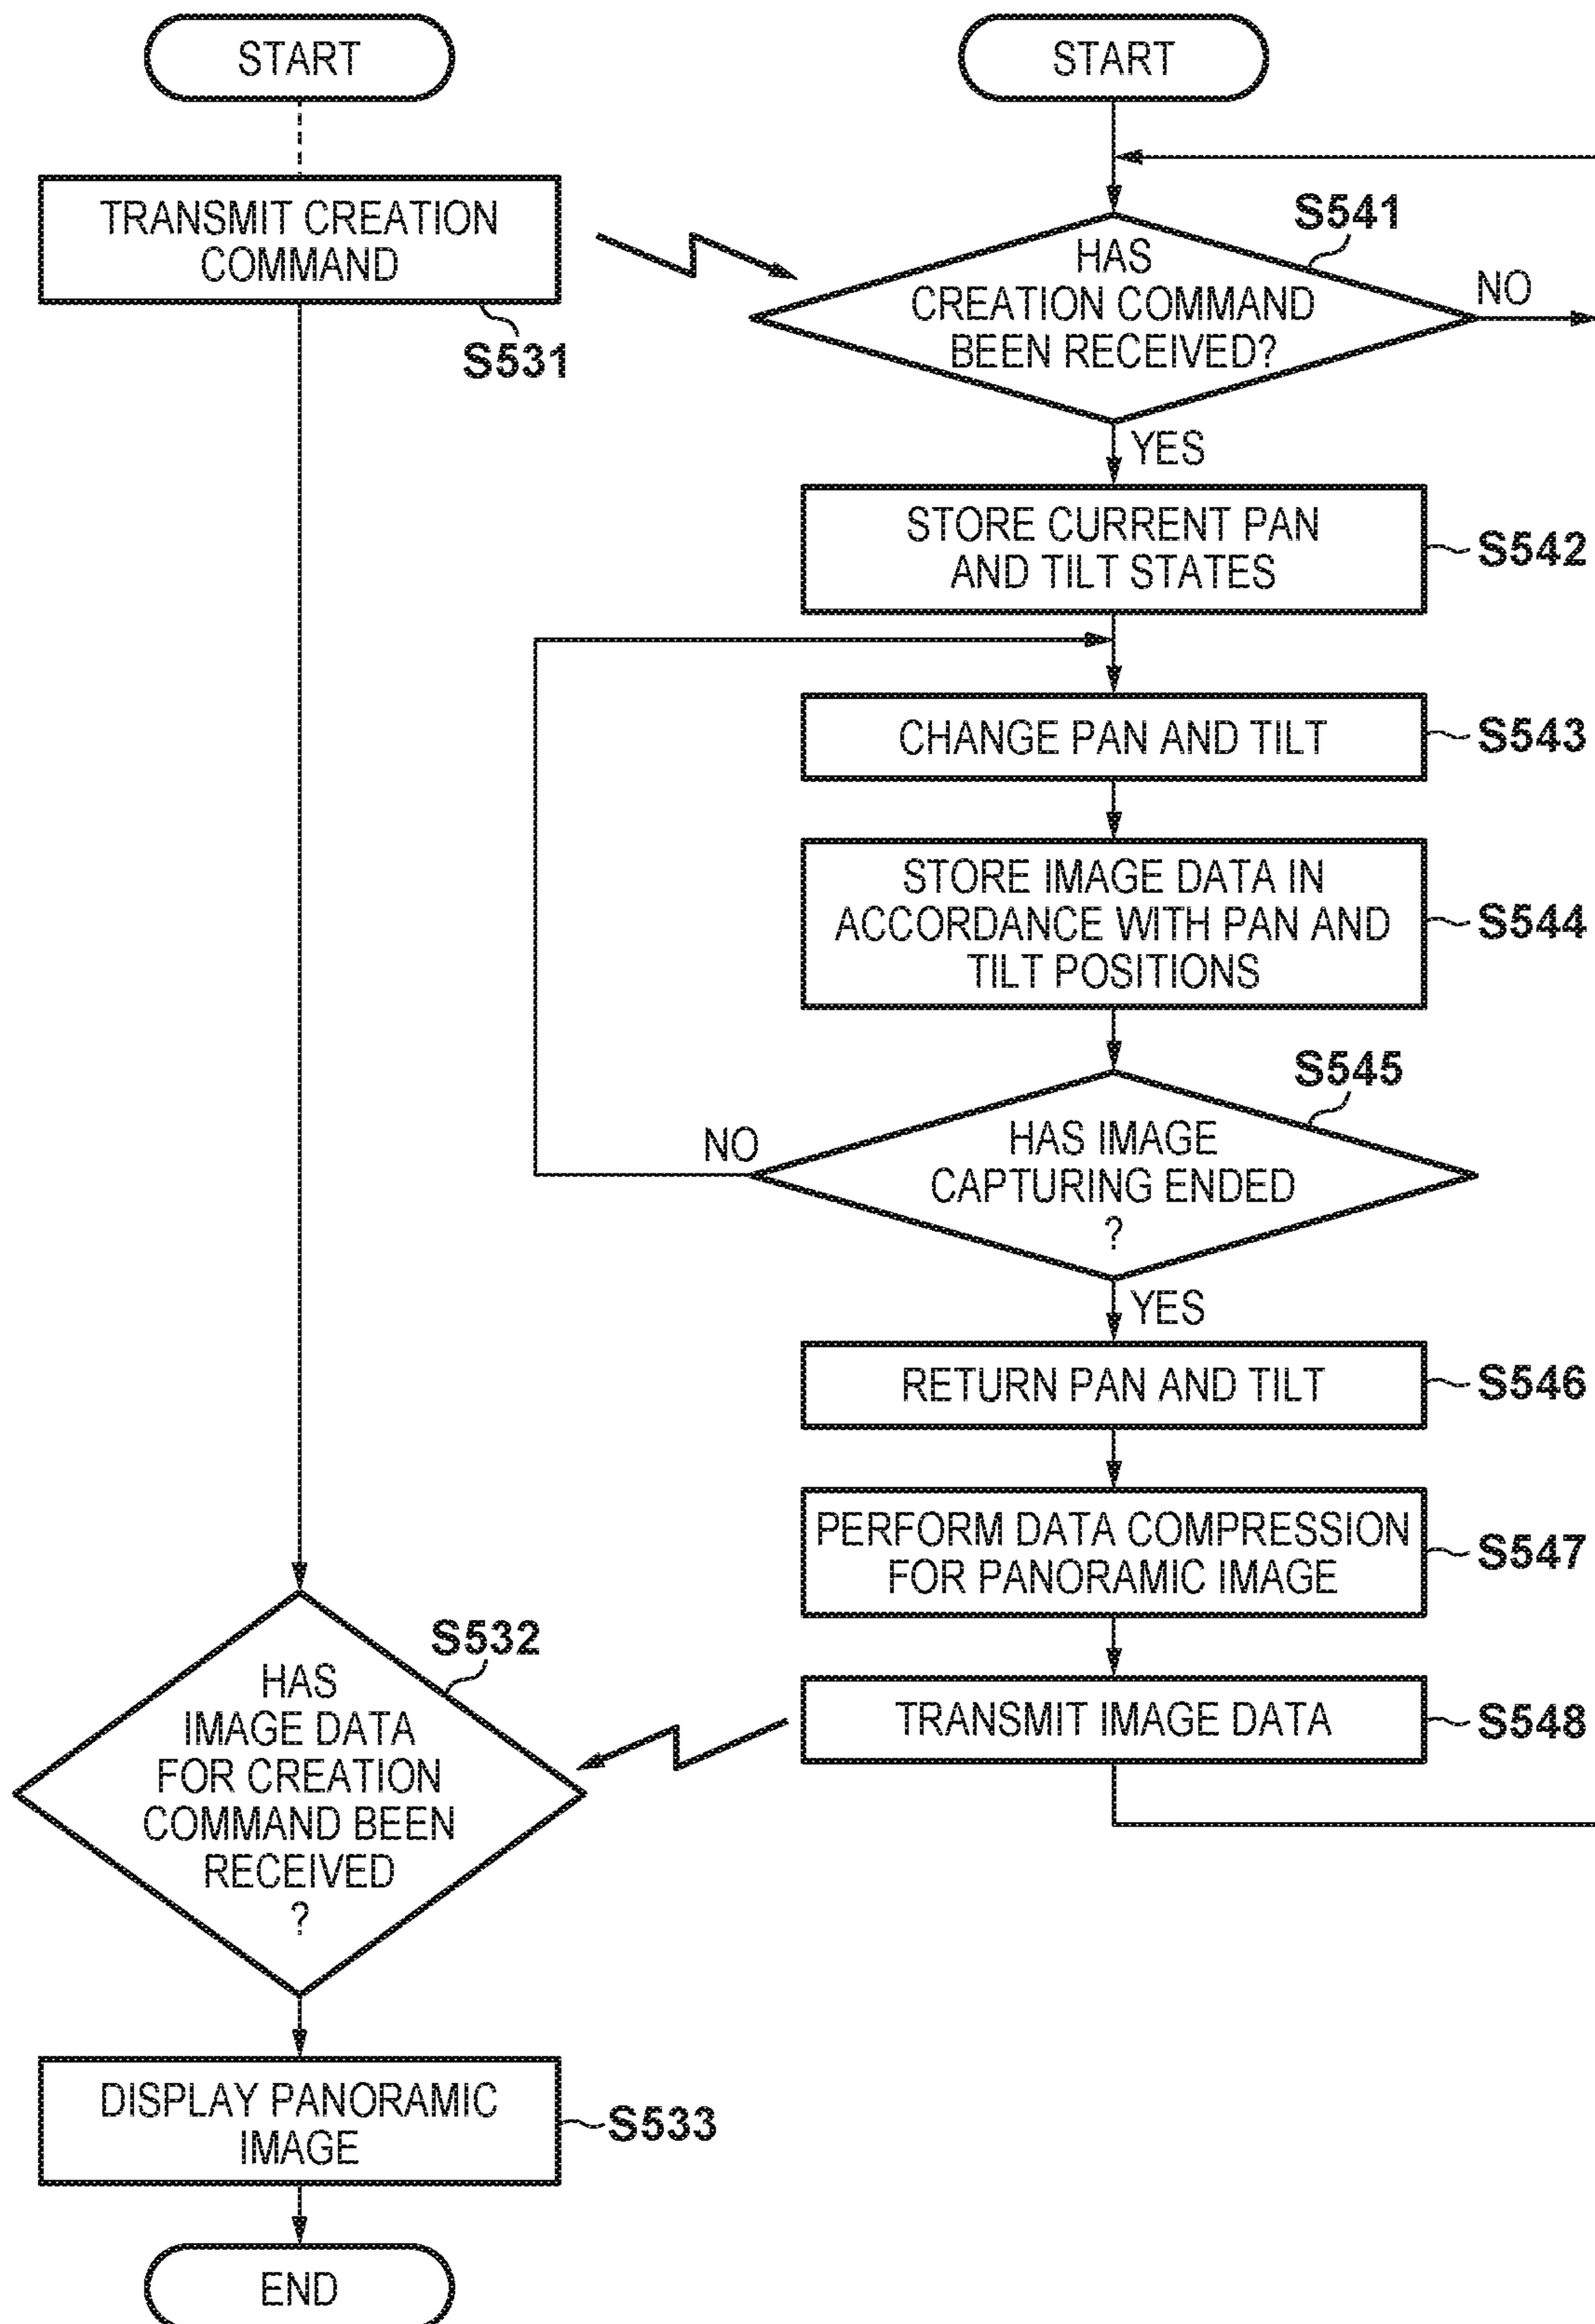 START
TRANSMIT CREATION
COMMAND
S531
HAS
IMAGE DATA
FOR CREATION
COMMAND BEEN
RECEIVED
?
S532
DISPLAY PANORAMIC
IMAGE
S533
END
START
HAS
CREATION COMMAND
BEEN RECEIVED?
S541
NO
YES
STORE CURRENT PAN
AND TILT STATES
S542
CHANGE PAN AND TILT
S543
STORE IMAGE DATA IN
ACCORDANCE WITH PAN AND
TILT POSITIONS
S544
HAS IMAGE
CAPTURING ENDED
?
S545
NO
YES
RETURN PAN AND TILT
S546
PERFORM DATA COMPRESSION
FOR PANORAMIC IMAGE
S547
TRANSMIT IMAGE DATA
S548